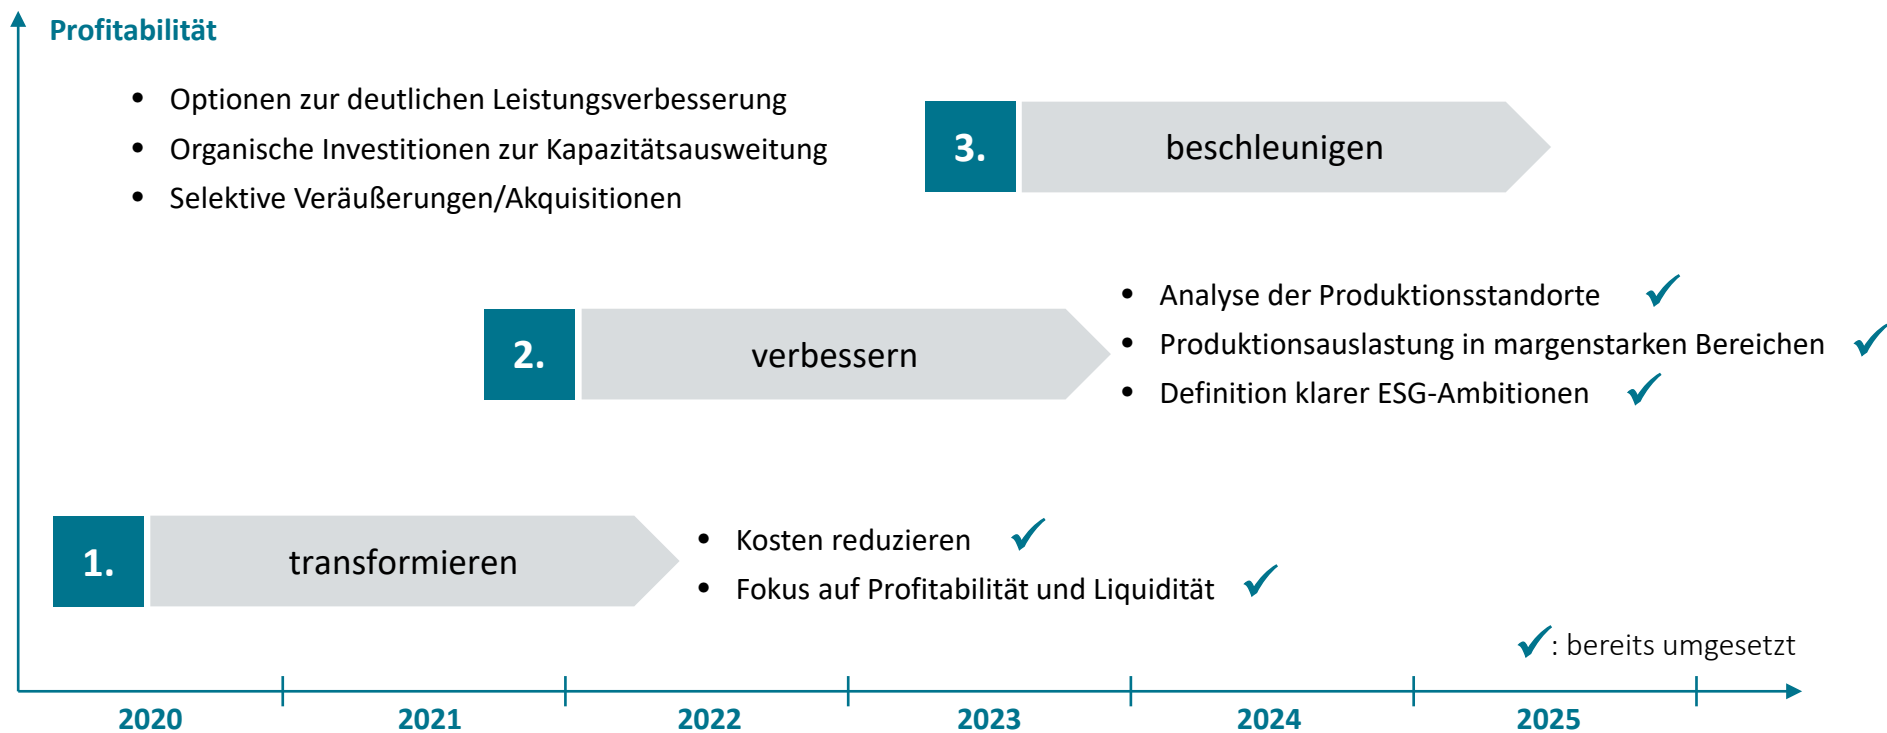 Profitabilität
• Optionen zur deutlichen Leistungsverbesserung
• Organische Investitionen zur Kapazitätsausweitung
• Selektive Veräußerungen/Akquisitionen
3. beschleunigen
2. verbessern
• Analyse der Produktionsstandorte ✓
• Produktionsauslastung in margenstarken Bereichen ✓
• Definition klarer ESG-Ambitionen ✓
1. transformieren
• Kosten reduzieren ✓
• Fokus auf Profitabilität und Liquidität ✓
✓: bereits umgesetzt
2020 2021 2022 2023 2024 2025